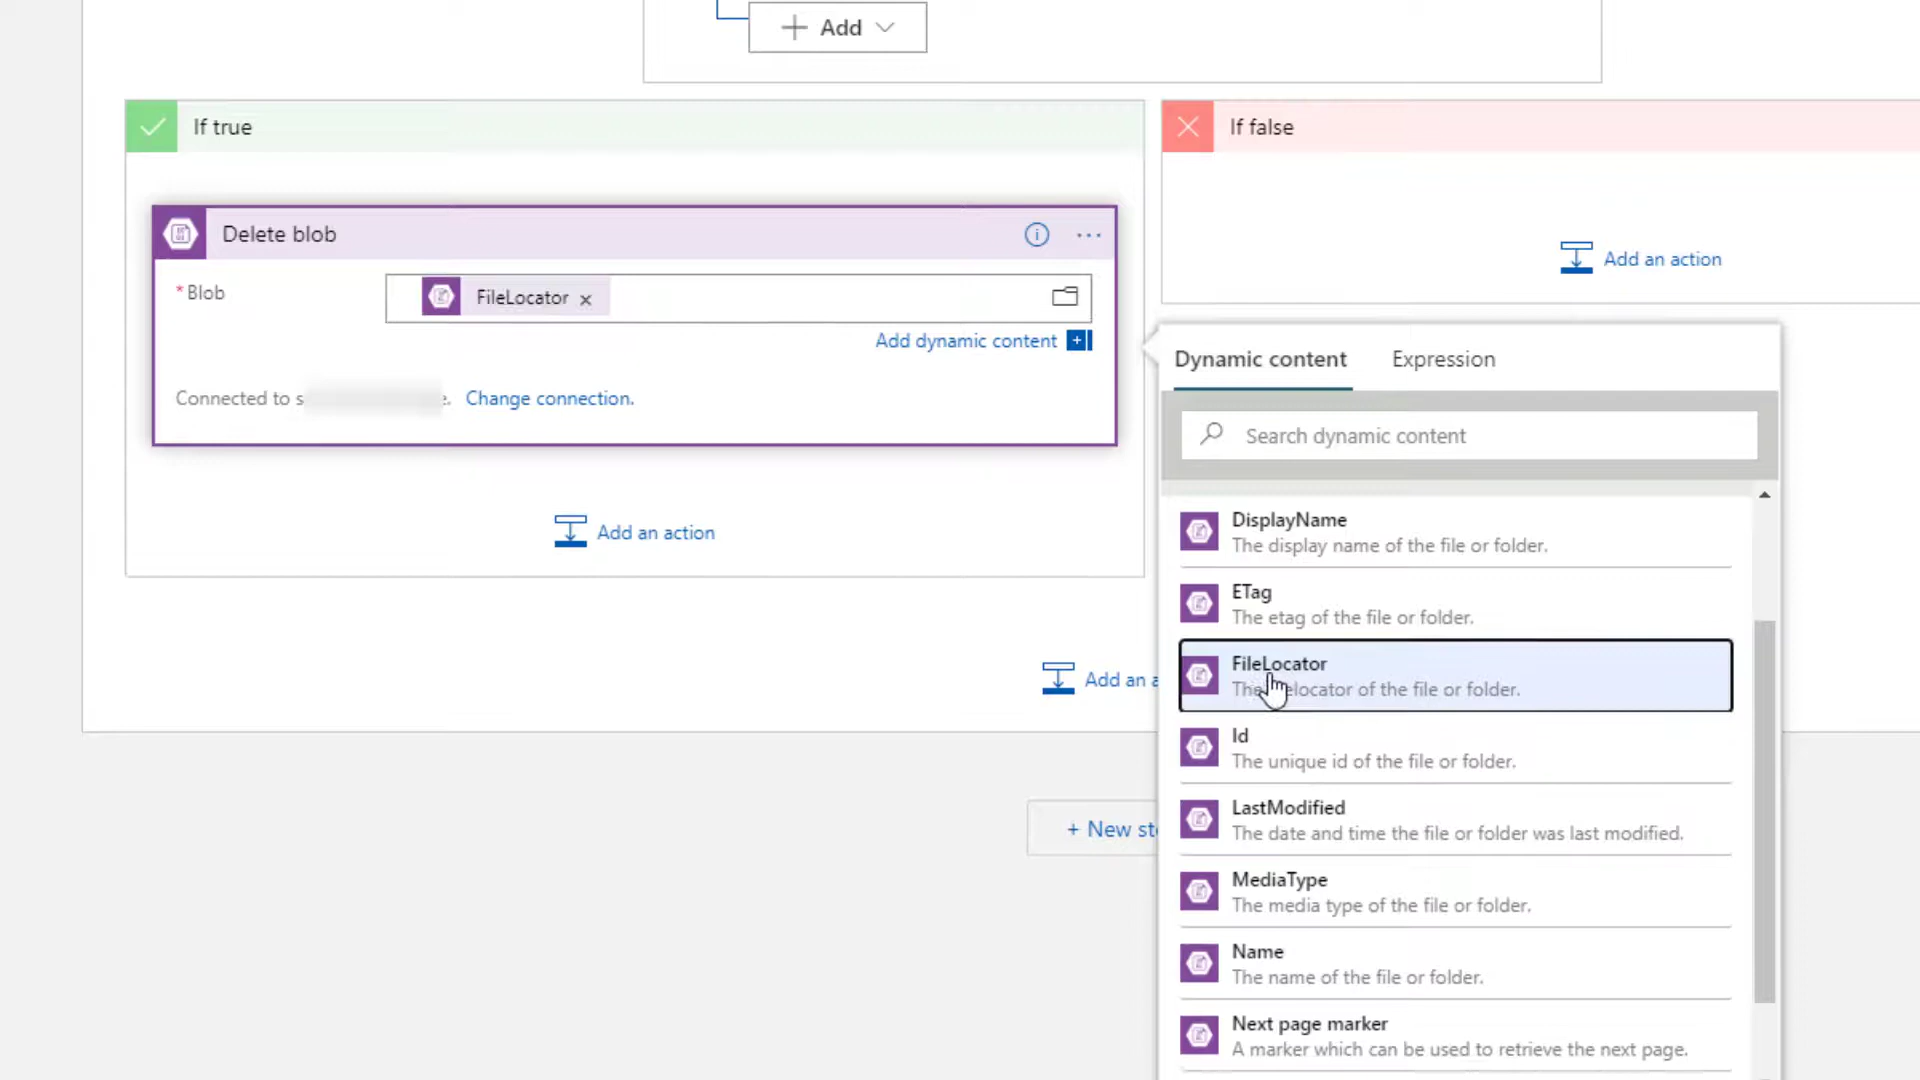 Add
If true
If false
Delete blob
Add an action
* Blob
FileLocator
Add dynamic content
Connected to s
e. Change connection.
Add an action
Add an a
+ New st
Dynamic content
Expression
Search dynamic content
DisplayName
The display name of the file or folder.
ETag
The etag of the file or folder.
FileLocator
The elocator of the file or folder.
Id
The unique id of the file or folder.
LastModified
The date and time the file or folder was last modified.
MediaType
The media type of the file or folder.
Name
The name of the file or folder.
Next page marker
A marker which can be used to retrieve the next page.